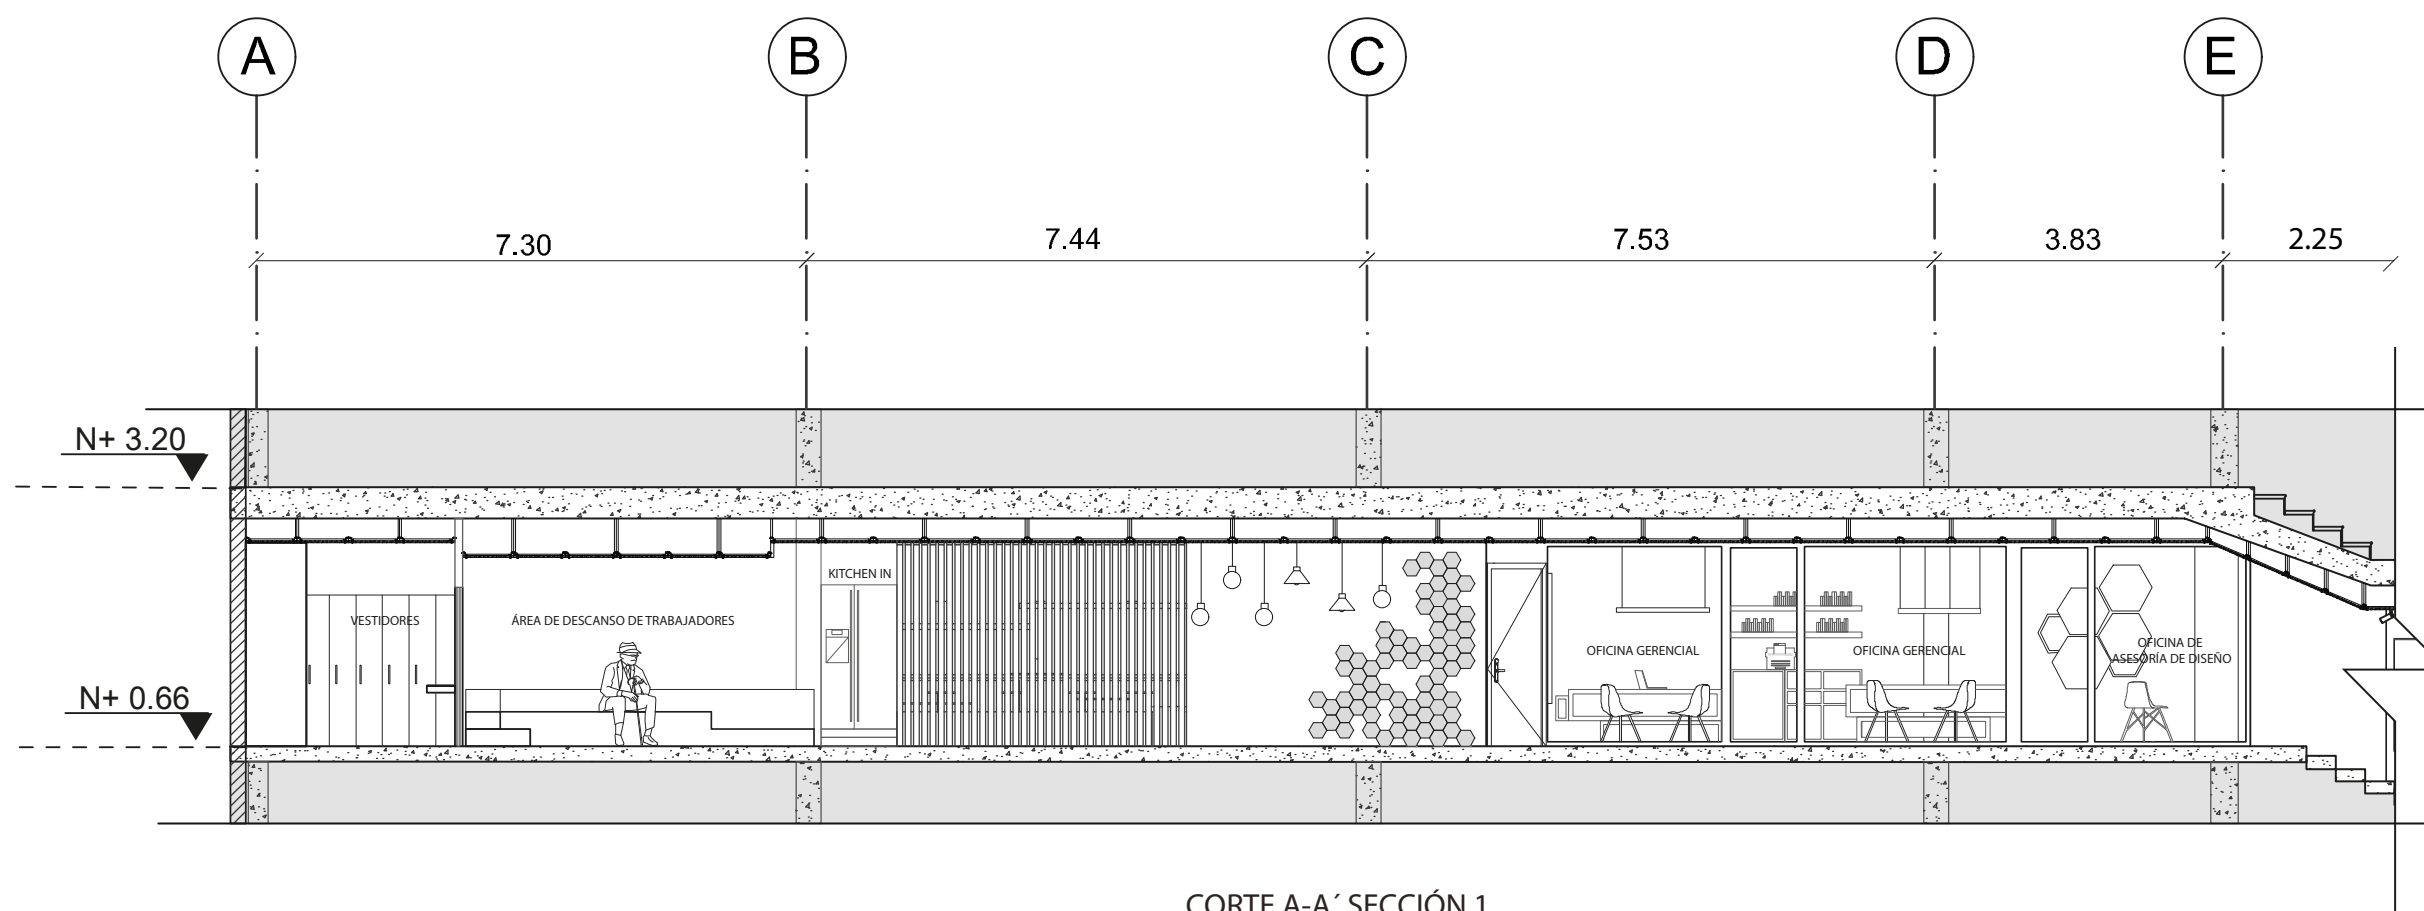 A B C D E
7.30 7.44 7.53 3.83 2.25
N+ 3.20
KITCHEN IN
VESTIDORES
ÁREA DE DESCANSO DE TRABAJADORES
OFICINA GERENCIAL
OFICINA GERENCIAL
OFICINA DE
ASESORÍA DE DISEÑO
N+ 0.66
CORTE A-A´ SECCIÓN 1